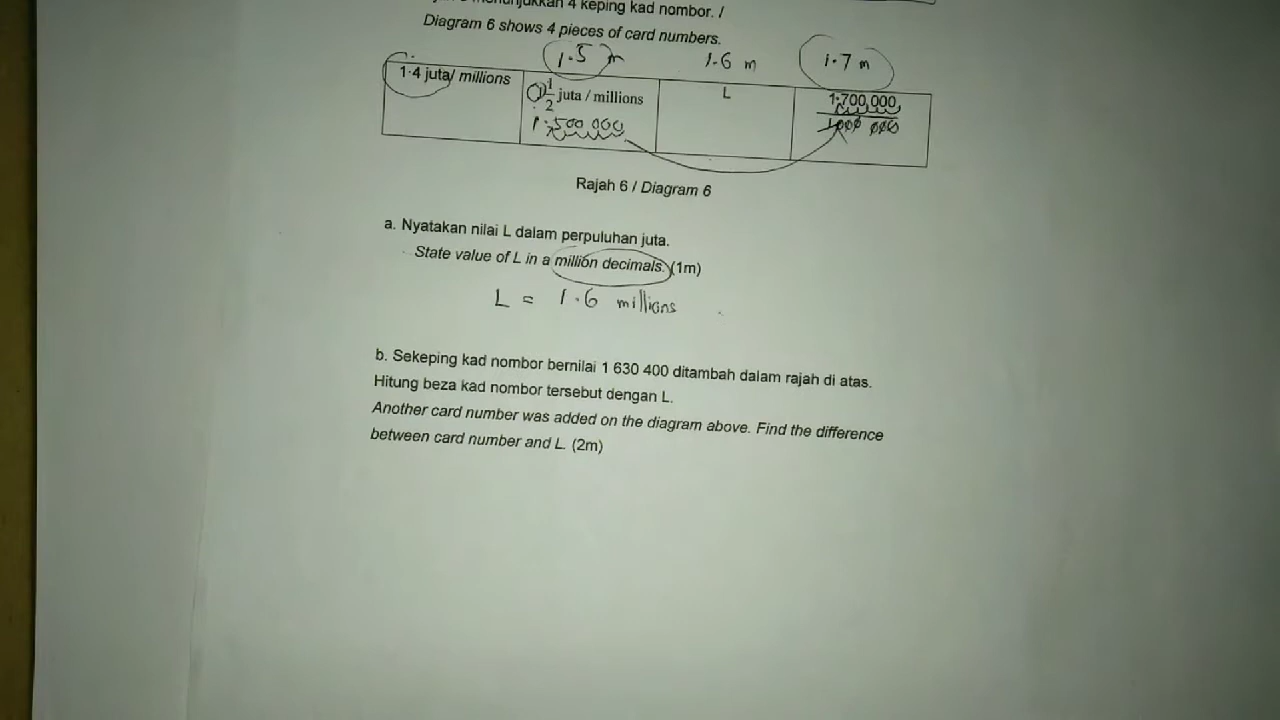 4 keping kad nombor. /
Diagram 6 shows 4 pieces of card numbers.
1.5 m 1.6 m 1.7 m
1.4 juta/ millions
1 1/2 juta / millions
1.500 000
L
1.700,000
1000 000
Rajah 6 / Diagram 6
a. Nyatakan nilai L dalam perpuluhan juta.
State value of L in a million decimals. (1m)
L = 1.6 millions
b. Sekeping kad nombor bernilai 1 630 400 ditambah dalam rajah di atas.
Hitung beza kad nombor tersebut dengan L.
Another card number was added on the diagram above. Find the difference
between card number and L. (2m)